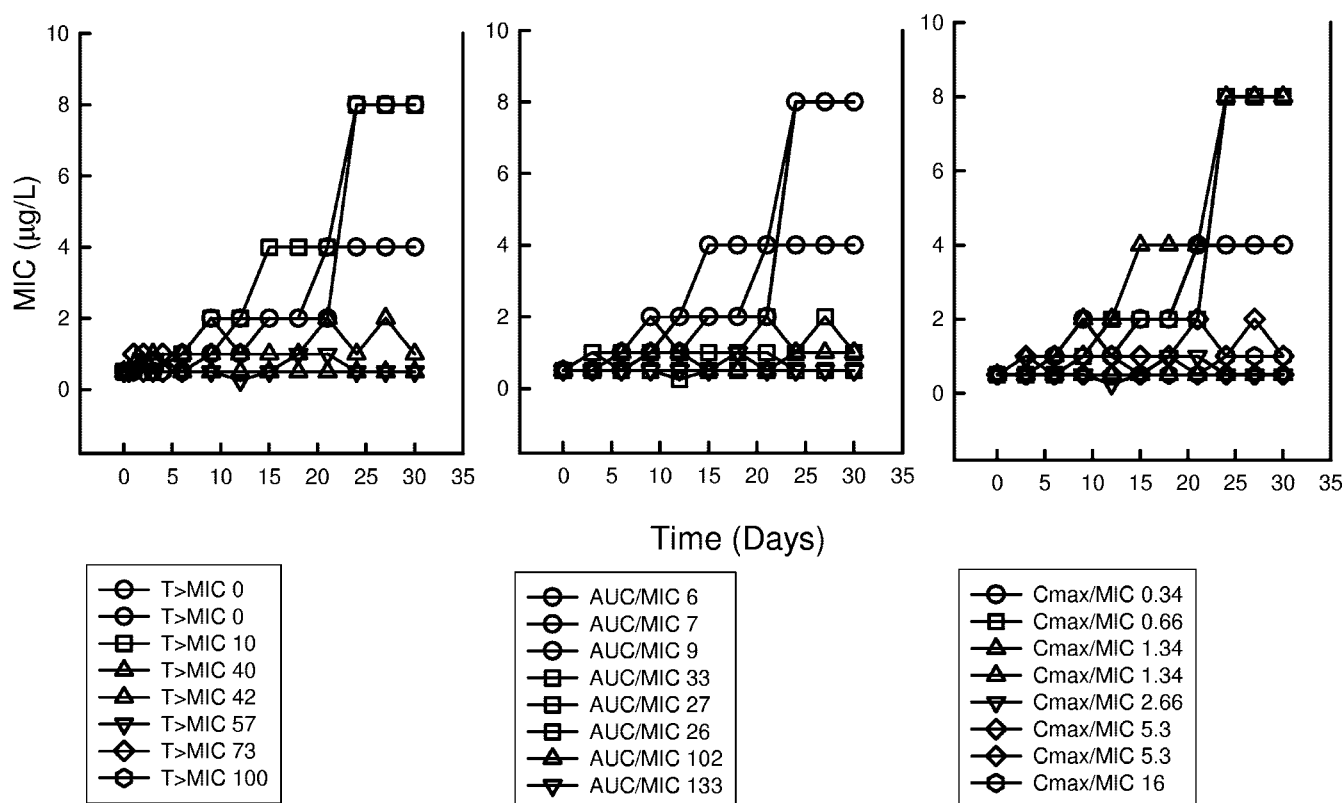 10
8
6
4
2
0
MIC (µg/L)
0 5 10 15 20 25 30 35
10
8
6
4
2
0
0 5 10 15 20 25 30 35
10
8
6
4
2
0
0 5 10 15 20 25 30 35
Time (Days)
T>MIC 0
T>MIC 0
T>MIC 10
T>MIC 40
T>MIC 42
T>MIC 57
T>MIC 73
T>MIC 100
AUC/MIC 6
AUC/MIC 7
AUC/MIC 9
AUC/MIC 33
AUC/MIC 27
AUC/MIC 26
AUC/MIC 102
AUC/MIC 133
Cmax/MIC 0.34
Cmax/MIC 0.66
Cmax/MIC 1.34
Cmax/MIC 1.34
Cmax/MIC 2.66
Cmax/MIC 5.3
Cmax/MIC 5.3
Cmax/MIC 16